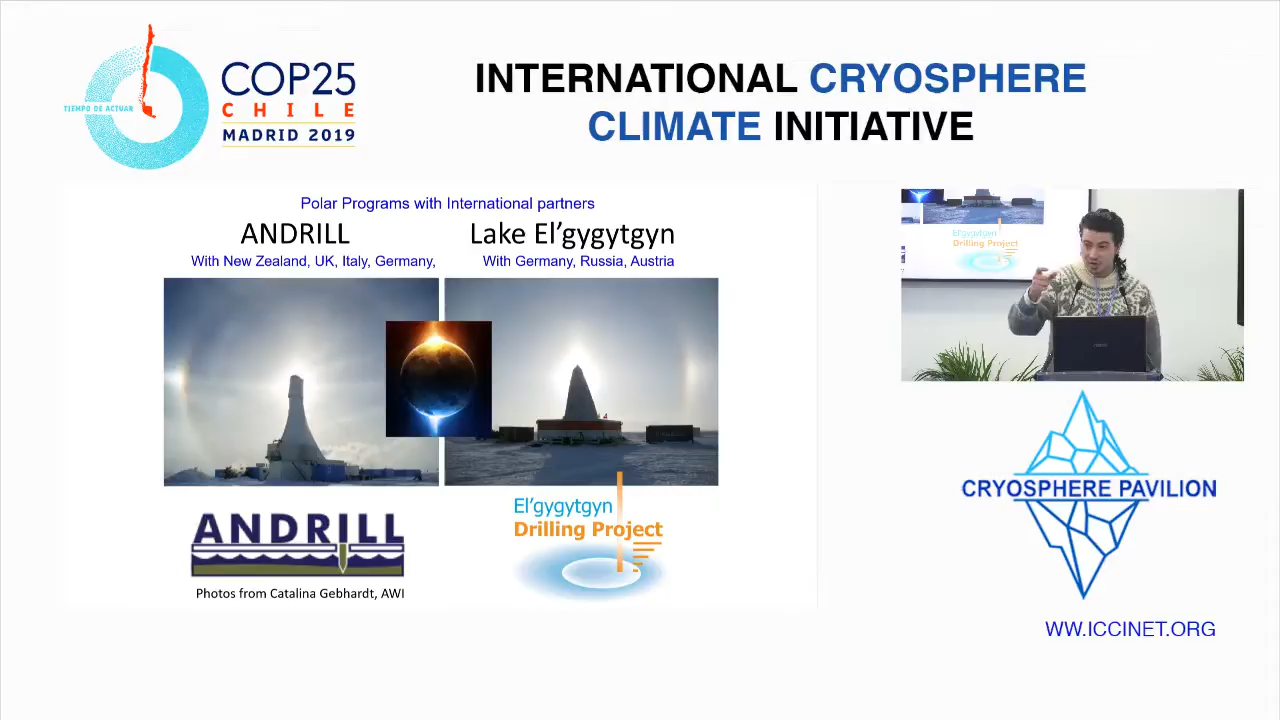 TIEMPO DE ACTUAR
COP25
CHILE
MADRID 2019
INTERNATIONAL CRYOSPHERE
CLIMATE INITIATIVE
Polar Programs with International partners
ANDRILL
With New Zealand, UK, Italy, Germany,
Lake El’gygytgyn
With Germany, Russia, Austria
ANDRILL
Photos from Catalina Gebhardt, AWI
El’gygytgyn
Drilling Project
El’gygytgyn
Drilling Project
CRYOSPHERE PAVILION
WW.ICCINET.ORG